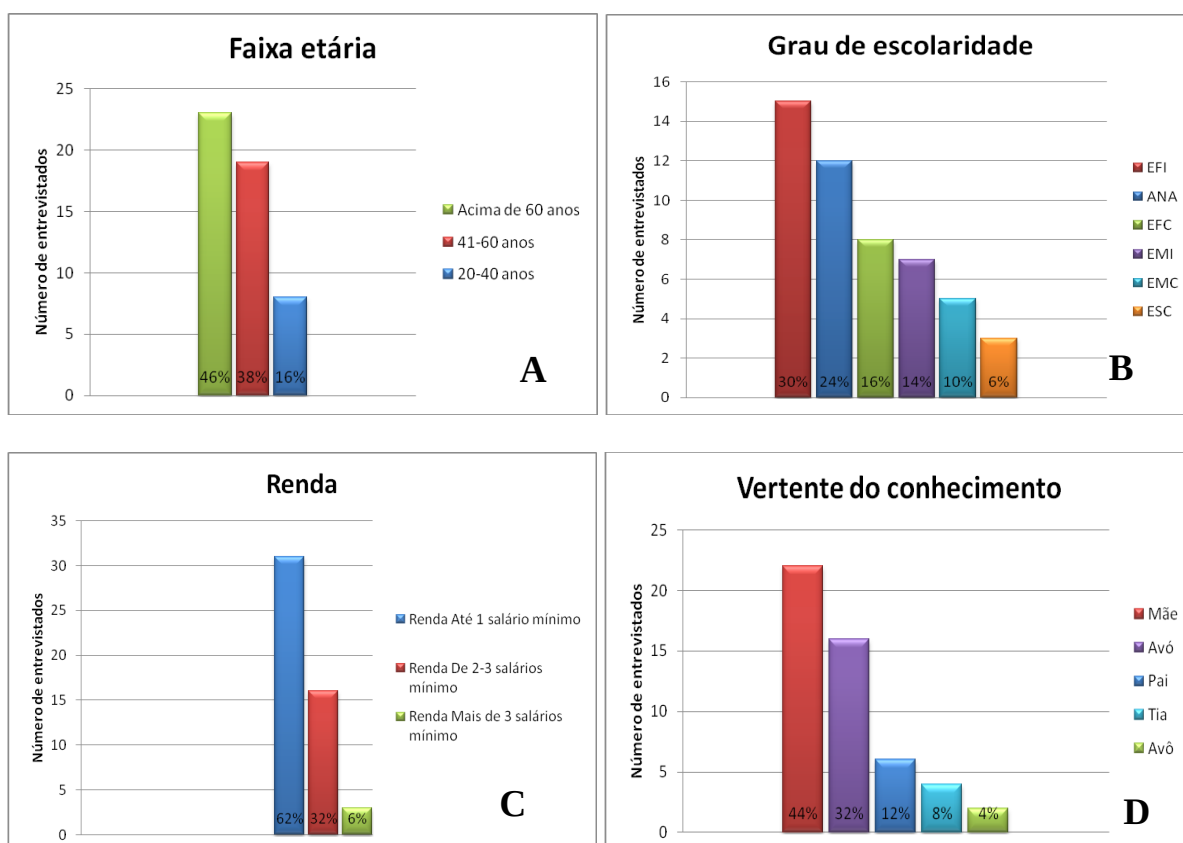 Faixa etária
Número de entrevistados
25
20
15
10
5
0
46%
38%
16%
Acima de 60 anos
41-60 anos
20-40 anos
A
Grau de escolaridade
Número de entrevistados
16
14
12
10
8
6
4
2
0
30%
24%
16%
14%
10%
6%
EFI
ANA
EFC
EMI
EMC
ESC
B
Renda
Número de entrevistados
35
30
25
20
15
10
5
0
62%
32%
6%
Renda Até 1 salário mínimo
Renda De 2-3 salários
mínimo
Renda Mais de 3 salários
mínimo
C
Vertente do conhecimento
Número de entrevistados
25
20
15
10
5
0
44%
32%
12%
8%
4%
Mãe
Avó
Pai
Tia
Avô
D